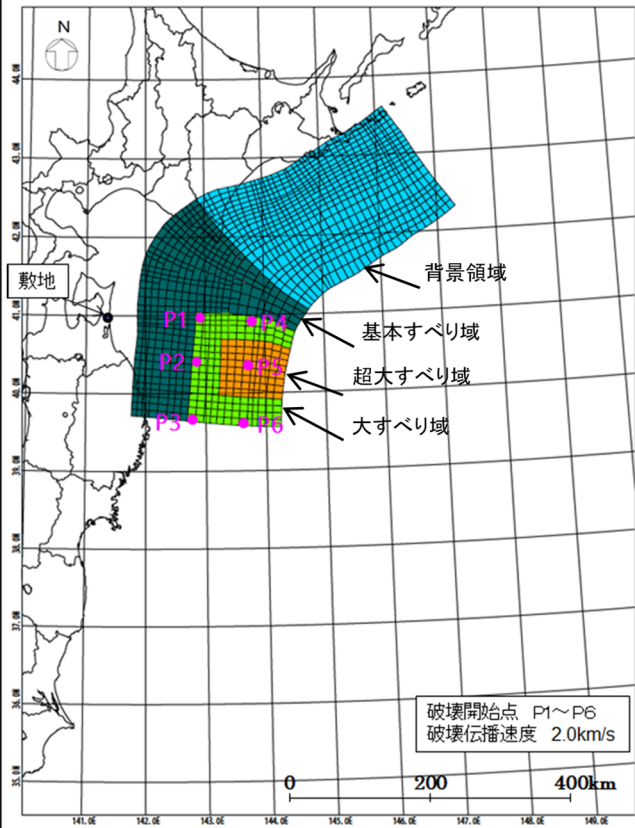 N
44.0N
43.0N
42.0N
41.0N
40.0N
39.0N
38.0N
37.0N
36.0N
35.0N
敷地
背景領域
基本すべり域
超大すべり域
大すべり域
P1
P4
P2
P5
P3
P6
破壊開始点 P1～P6
破壊伝播速度 2.0km/s
0 200 400km
141.0E 142.0E 143.0E 144.0E 145.0E 146.0E 147.0E 148.0E 149.0E